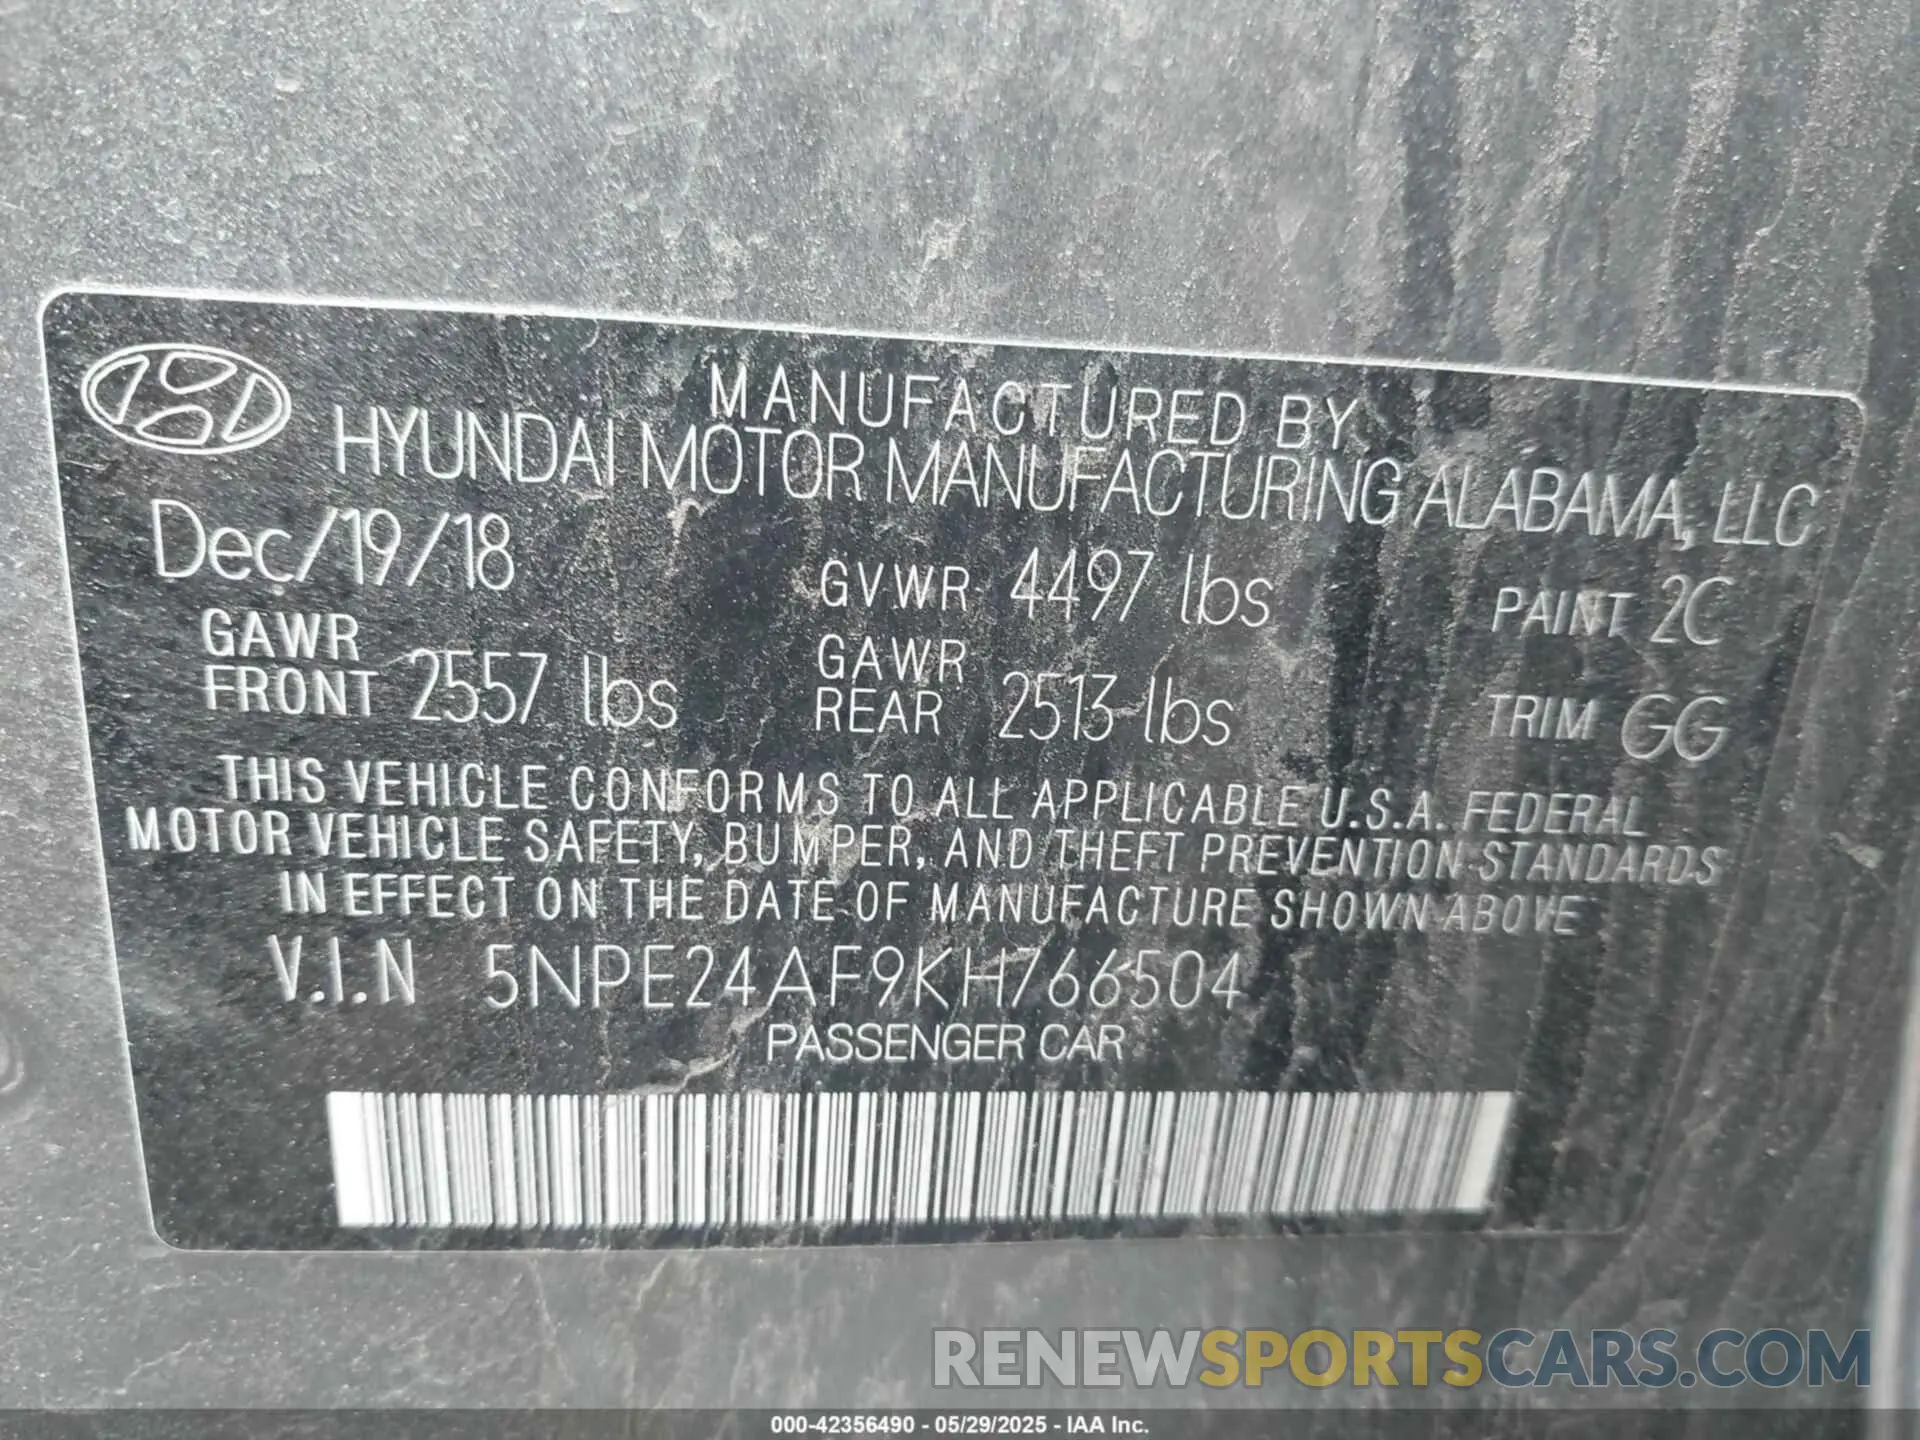 MANUFACTURED BY
HYUNDAI MOTOR MANUFACTURING ALABAMA, LLC
Dec/19/18 GVWR 4497 lbs PAINT 2C
GAWR FRONT 2557 lbs GAWR REAR 2513 lbs TRIM GG
THIS VEHICLE CONFORMS TO ALL APPLICABLE U.S.A. FEDERAL
MOTOR VEHICLE SAFETY, BUMPER, AND THEFT PREVENTION STANDARDS
IN EFFECT ON THE DATE OF MANUFACTURE SHOWN ABOVE
V.I.N 5NPE24AF9KH766504
PASSENGER CAR
RENEWSPORTSCARS.COM
000-42356490 - 05/29/2025 - IAA Inc.